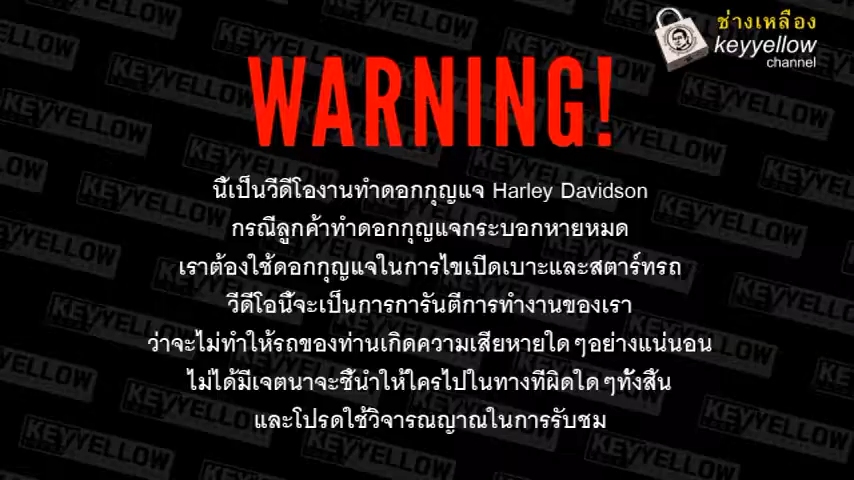 ช่างเหลือง
keyyellow
channel
WARNING!
นี้เป็นวีดีโองานทำดอกกุญแจ Harley Davidson
กรณีลูกค้าทำดอกกุญแจกระบอกหายหมด
เราต้องใช้ดอกกุญแจในการไขเปิดเบาะและสตาร์ทรถ
วีดีโอนี้จะเป็นการการันตีการทำงานของเรา
ว่าจะไม่ทำให้รถของท่านเกิดความเสียหายใดๆอย่างแน่นอน
ไม่ได้มีเจตนาจะชี้นำให้ใครไปในทางที่ผิดใดๆทั้งสิ้น
และโปรดใช้วิจารณญาณในการรับชม
KEYYELLOW